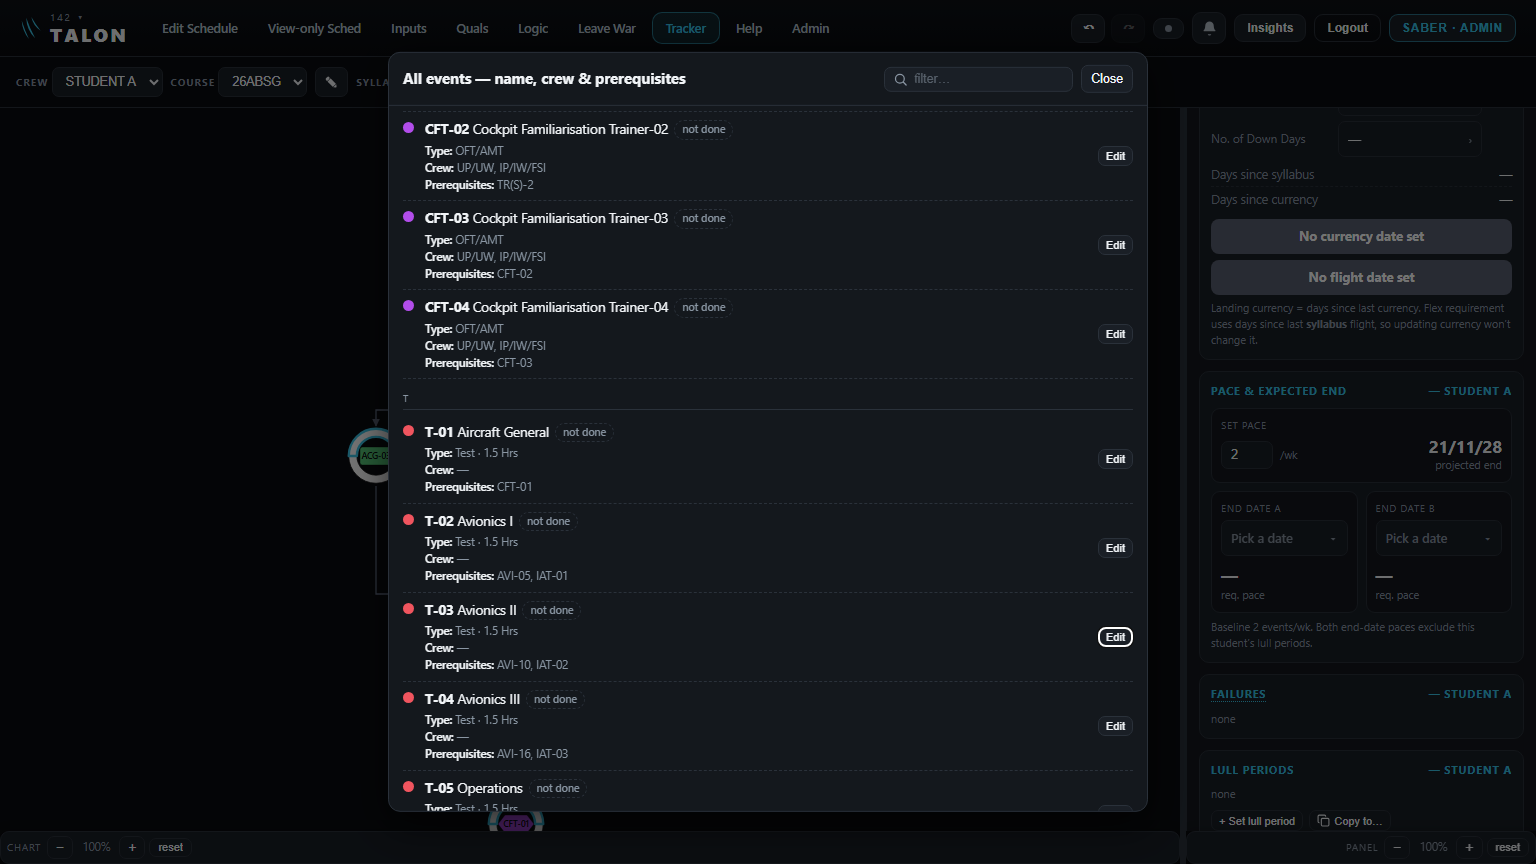 142
TALON
Edit Schedule
View-only Sched
Inputs
Quals
Logic
Leave War
Tracker
Help
Admin
Insights
Logout
SABER · ADMIN
CREW
STUDENT A
COURSE
26ABSG
SYLLA
All events — name, crew & prerequisites
filter...
Close
CFT-02 Cockpit Familiarisation Trainer-02 not done
Type: OFT/AMT
Crew: UP/UW, IP/IW/FSI
Prerequisites: TR(S)-2
Edit
CFT-03 Cockpit Familiarisation Trainer-03 not done
Type: OFT/AMT
Crew: UP/UW, IP/IW/FSI
Prerequisites: CFT-02
Edit
CFT-04 Cockpit Familiarisation Trainer-04 not done
Type: OFT/AMT
Crew: UP/UW, IP/IW/FSI
Prerequisites: CFT-03
Edit
T
T-01 Aircraft General not done
Type: Test · 1.5 Hrs
Crew: —
Prerequisites: CFT-01
Edit
T-02 Avionics I not done
Type: Test · 1.5 Hrs
Crew: —
Prerequisites: AVI-05, IAT-01
Edit
T-03 Avionics II not done
Type: Test · 1.5 Hrs
Crew: —
Prerequisites: AVI-10, IAT-02
Edit
T-04 Avionics III not done
Type: Test · 1.5 Hrs
Crew: —
Prerequisites: AVI-16, IAT-03
Edit
T-05 Operations not done
Type: Test · 1.5 Hrs
ACG-03
CFT-01
No. of Down Days
—
Days since syllabus —
Days since currency —
No currency date set
No flight date set
Landing currency = days since last currency. Flex requirement
uses days since last syllabus flight, so updating currency won't
change it.
PACE & EXPECTED END — STUDENT A
SET PACE
2 /wk
21/11/28
projected end
END DATE A
Pick a date
—
req. pace
END DATE B
Pick a date
—
req. pace
Baseline 2 events/wk. Both end-date paces exclude this
student's lull periods.
FAILURES — STUDENT A
none
LULL PERIODS — STUDENT A
none
+ Set lull period
Copy to...
CHART − 100% + reset
PANEL − 100% + reset